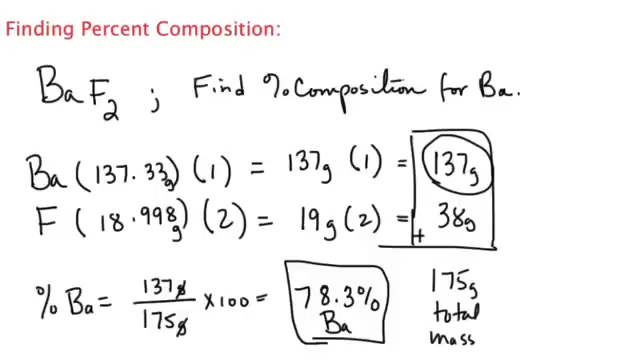 Finding Percent Composition:
BaF₂ ; Find % Composition for Ba.
Ba (137.33g) (1) = 137g (1) = 137g
F (18.998g) (2) = 19g (2) = + 38g
% Ba = 137g / 175g × 100 = 78.3% Ba
175g total mass